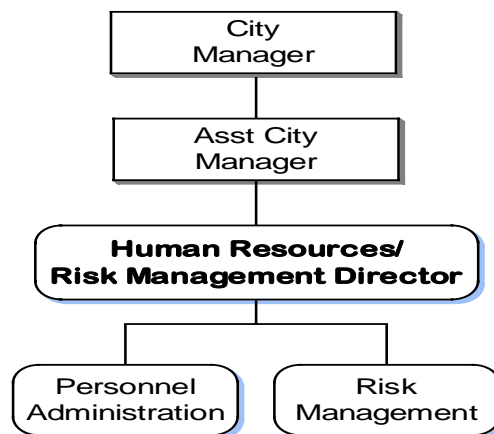 City
Manager
Asst City
Manager
Human Resources/
Risk Management Director
Personnel
Administration
Risk
Management